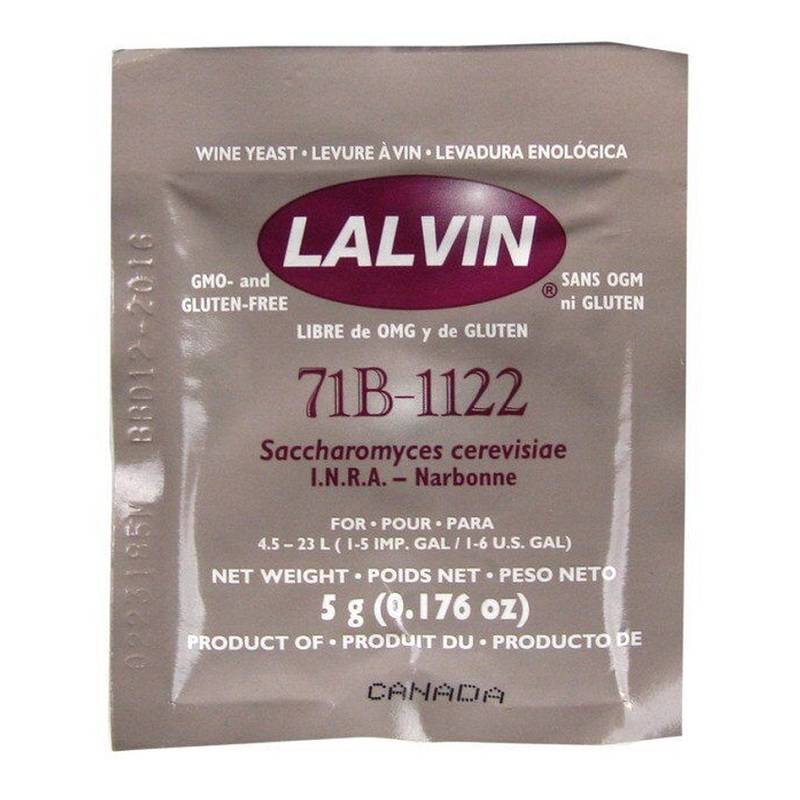 WINE YEAST • LEVURE À VIN • LEVADURA ENOLÓGICA
LALVIN
®
GMO- and
GLUTEN-FREE
SANS OGM
ni GLUTEN
LIBRE de OMG y de GLUTEN
71B-1122
Saccharomyces cerevisiae
I.N.R.A. – Narbonne
FOR • POUR • PARA
4.5 – 23 L ( 1-5 IMP. GAL / 1-6 U.S. GAL)
NET WEIGHT • POIDS NET • PESO NETO
5 g (0.176 oz)
PRODUCT OF • PRODUIT DU • PRODUCTO DE
CANADA
BBD12-2016